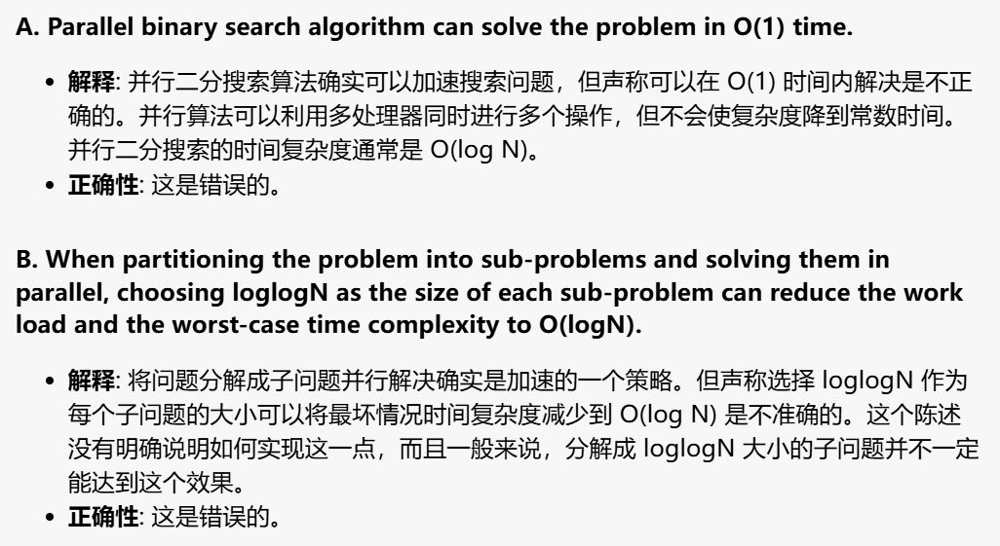 A. Parallel binary search algorithm can solve the problem in O(1) time.
• 解释: 并行二分搜索算法确实可以加速搜索问题，但声称可以在 O(1) 时间内解决是不正
确的。并行算法可以利用多处理器同时进行多个操作，但不会使复杂度降到常数时间。
并行二分搜索的时间复杂度通常是 O(log N)。
• 正确性: 这是错误的。
B. When partitioning the problem into sub-problems and solving them in
parallel, choosing loglogN as the size of each sub-problem can reduce the work
load and the worst-case time complexity to O(logN).
• 解释: 将问题分解成子问题并行解决确实是加速的一个策略。但声称选择 loglogN 作为
每个子问题的大小可以将最坏情况时间复杂度减少到 O(log N) 是不准确的。这个陈述
没有明确说明如何实现这一点，而且一般来说，分解成 loglogN 大小的子问题并不一定
能达到这个效果。
• 正确性: 这是错误的。